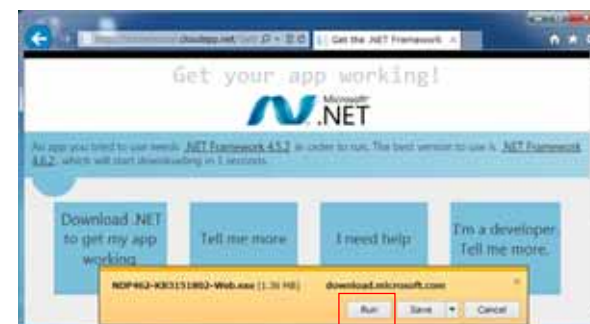 cloudapp.net
Get the .NET Framework
Get your app working!
Microsoft®
.NET
An app you tried to use needs .NET Framework 4.5.2 in order to run. The best version to use is .NET Framework
4.6.2, which will start downloading in 5 seconds.
Download .NET
to get my app
working
Tell me more
I need help
I'm a developer.
Tell me more.
NDP462-KB3151802-Web.exe (1.36 MB) download.microsoft.com
Run Save Cancel